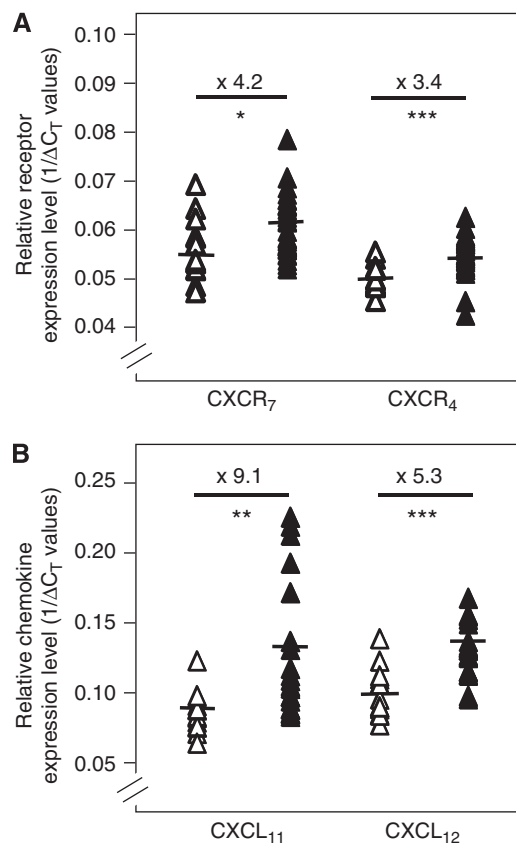 A
Relative receptor
expression level (1/ΔC_T values)
0.10
0.09
0.08
0.07
0.06
0.05
0.04
x 4.2
*
x 3.4
***
CXCR₇
CXCR₄
B
Relative chemokine
expression level (1/ΔC_T values)
0.25
0.20
0.15
0.10
0.05
x 9.1
**
x 5.3
***
CXCL₁₁
CXCL₁₂